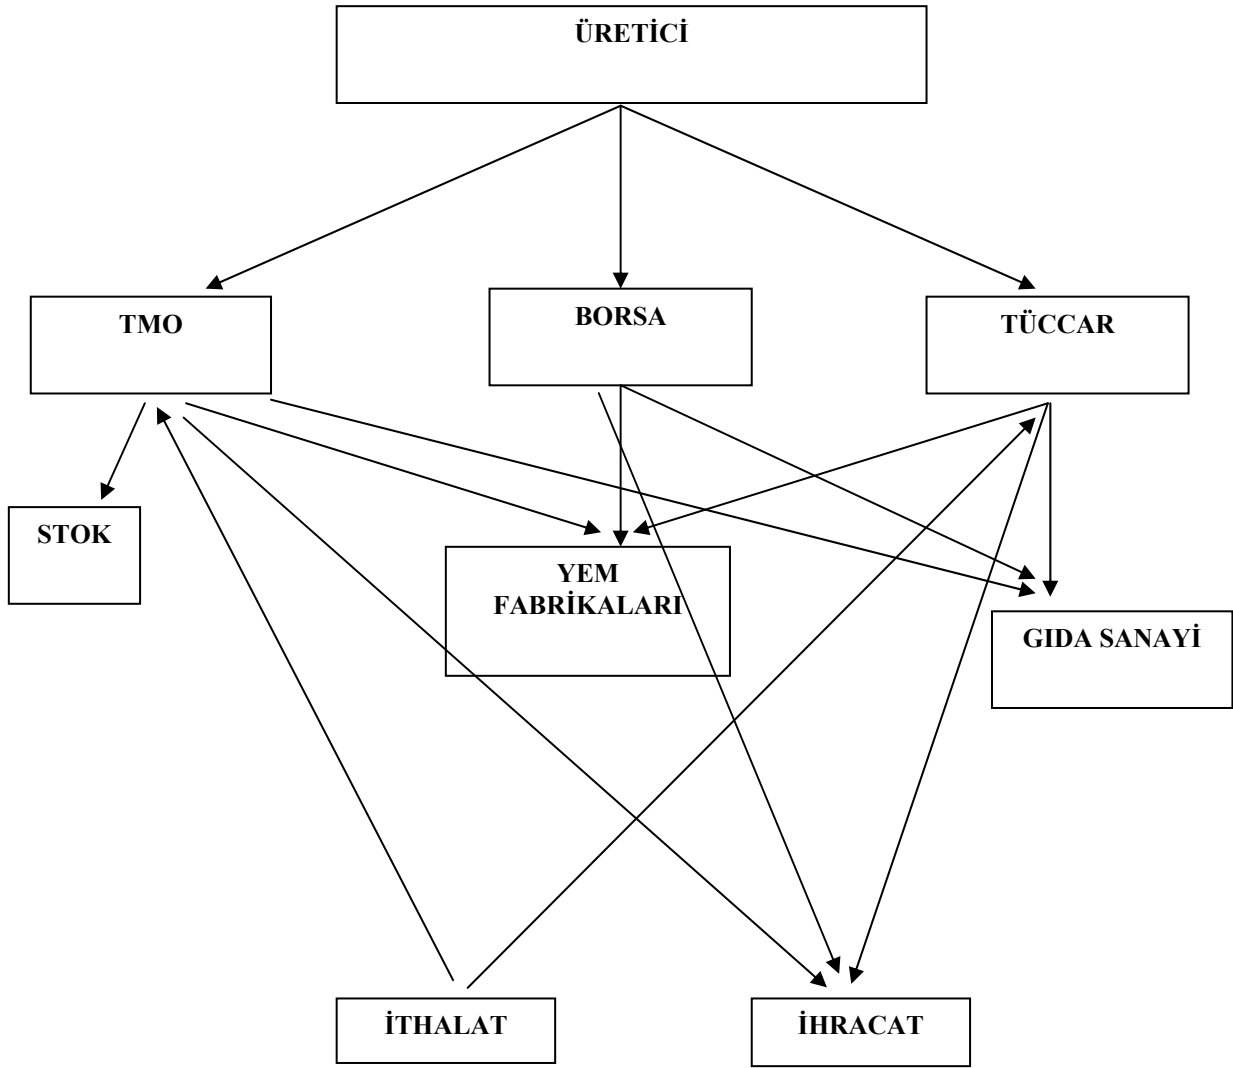 ÜRETİCİ
TMO
BORSA
TÜCCAR
STOK
YEM
FABRİKALARI
GIDA SANAYİ
İTHALAT
İHRACAT